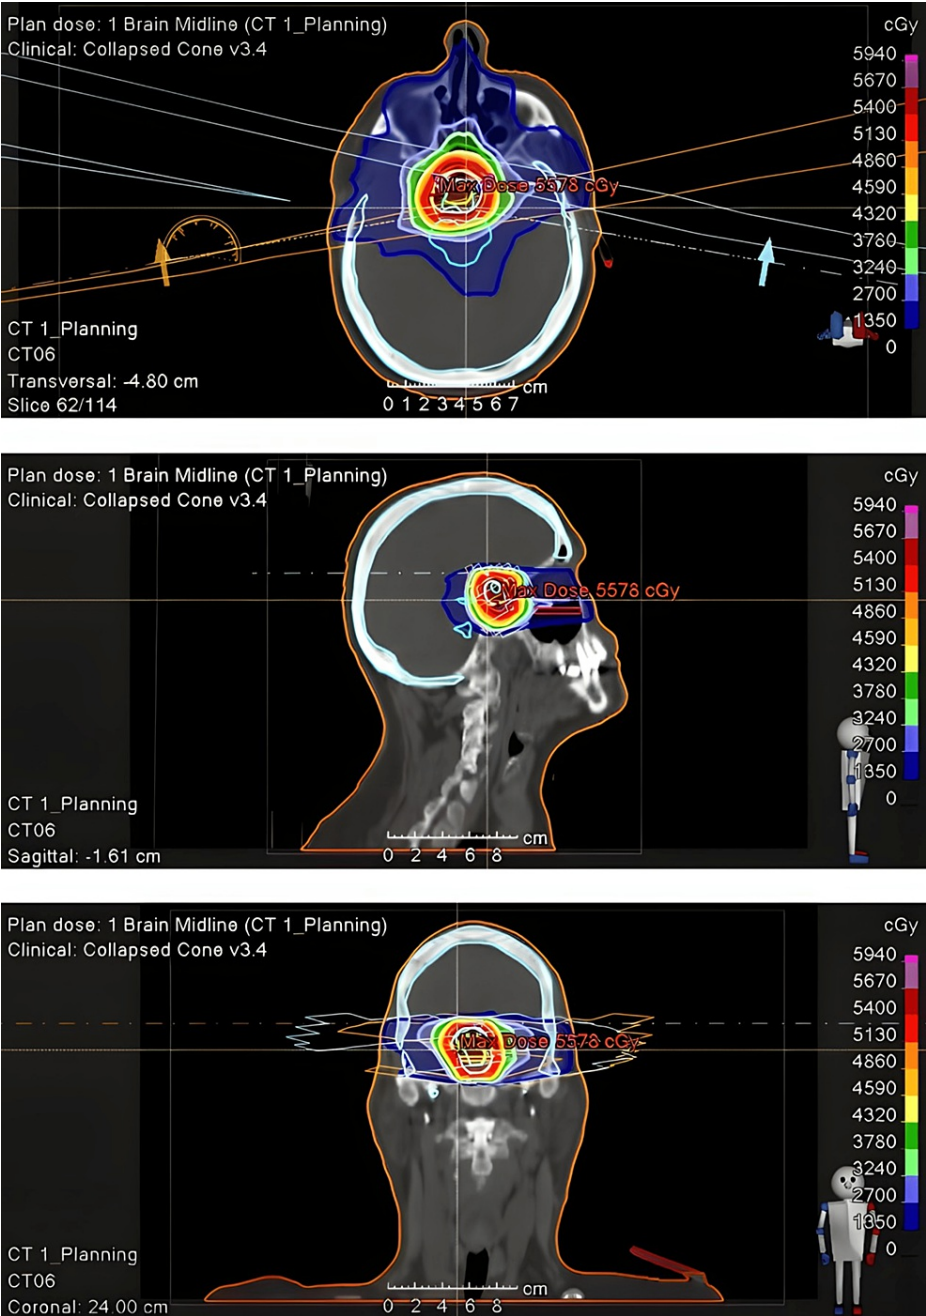 Plan dose: 1 Brain Midline (CT 1_Planning)
Clinical: Collapsed Cone v3.4
cGy
5940
5670
5400
5130
4860
4590
4320
3780
3240
2700
1350
0
Max Dose 5578 cGy
CT 1_Planning
CT06
Transversal: -4.80 cm
Slice 62/114
cm
0 1 2 3 4 5 6 7
Plan dose: 1 Brain Midline (CT 1_Planning)
Clinical: Collapsed Cone v3.4
cGy
5940
5670
5400
5130
4860
4590
4320
3780
3240
2700
1350
0
Max Dose 5578 cGy
CT 1_Planning
CT06
Sagittal: -1.61 cm
cm
0 2 4 6 8
Plan dose: 1 Brain Midline (CT 1_Planning)
Clinical: Collapsed Cone v3.4
cGy
5940
5670
5400
5130
4860
4590
4320
3780
3240
2700
1350
0
Max Dose 5578 cGy
CT 1_Planning
CT06
Coronal: 24.00 cm
cm
0 2 4 6 8